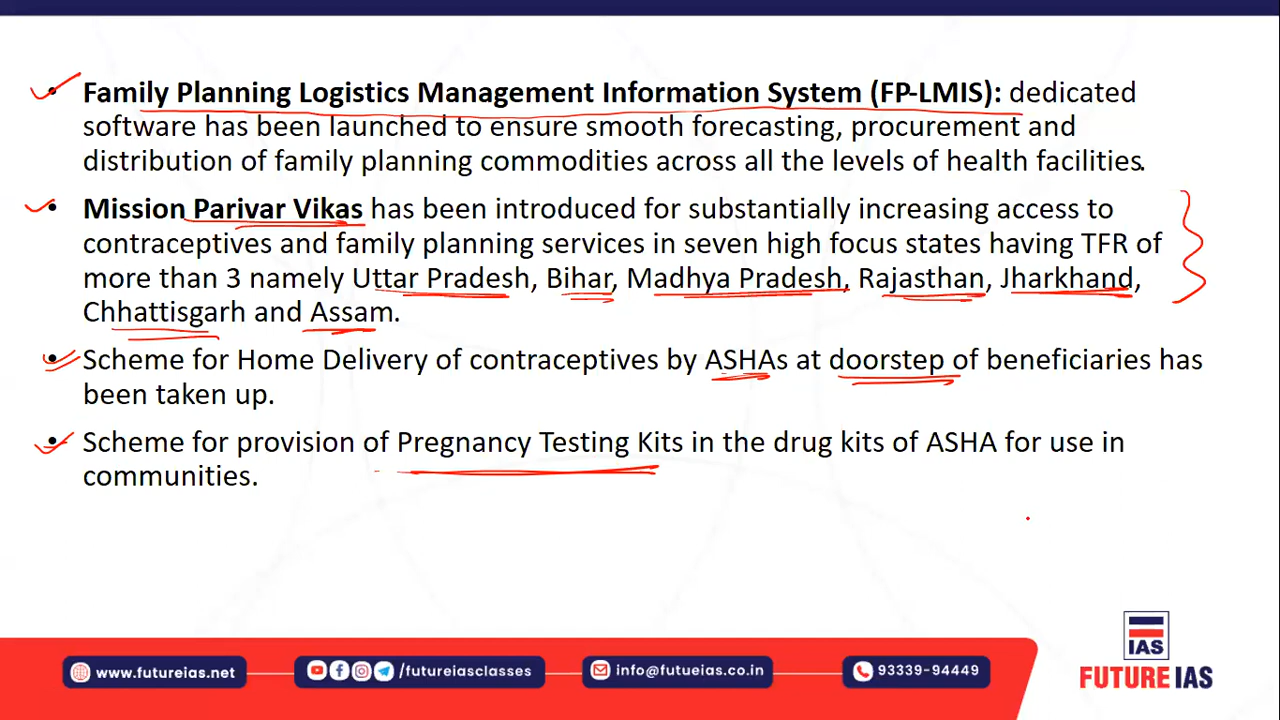 • Family Planning Logistics Management Information System (FP-LMIS): dedicated
software has been launched to ensure smooth forecasting, procurement and
distribution of family planning commodities across all the levels of health facilities.
• Mission Parivar Vikas has been introduced for substantially increasing access to
contraceptives and family planning services in seven high focus states having TFR of
more than 3 namely Uttar Pradesh, Bihar, Madhya Pradesh, Rajasthan, Jharkhand,
Chhattisgarh and Assam.
• Scheme for Home Delivery of contraceptives by ASHAs at doorstep of beneficiaries has
been taken up.
• Scheme for provision of Pregnancy Testing Kits in the drug kits of ASHA for use in
communities.
IAS
FUTURE IAS
www.futureias.net
/futureiasclasses
info@futueias.co.in
93339-94449